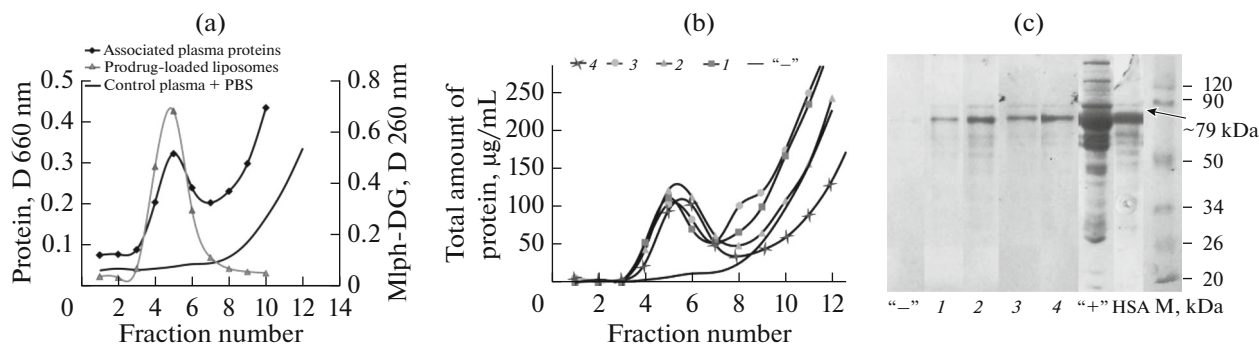 (a)
Associated plasma proteins
Prodrug-loaded liposomes
Control plasma + PBS
Protein, D 660 nm
0.5
0.4
0.3
0.2
0.1
0
2
4
6
8
10
12
14
Fraction number
0.8
0.6
0.4
0.2
0
Mlph-DG, D 260 nm
(b)
4 3 2 1 “–”
Total amount of
protein, µg/mL
250
200
150
100
50
0
2
4
6
8
10
12
Fraction number
(c)
120
90
~79 kDa
50
34
26
20
“–” 1 2 3 4 “+” HSA M, kDa